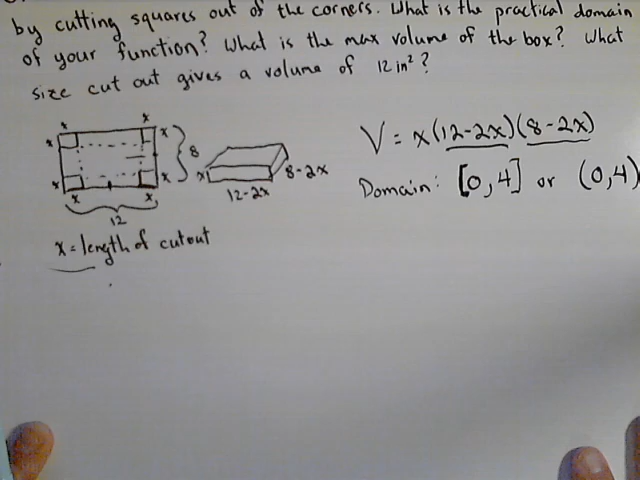 by cutting squares out of the corners. What is the practical domain
of your function? What is the max volume of the box? What
size cut out gives a volume of 12 in²?
x x
x x
8
x x
x x
12
x
12-2x
8-2x
x = length of cutout
V = x(12-2x)(8-2x)
Domain: [0,4] or (0,4)